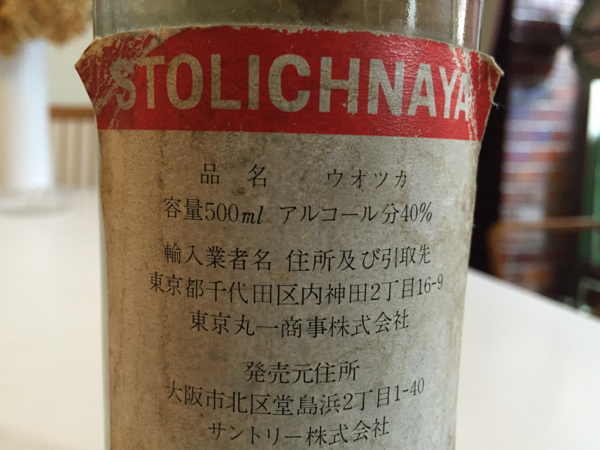 STOLICHNAYA
品名 ウオツカ
容量500ml アルコール分40%
輸入業者名 住所及び引取先
東京都千代田区内神田2丁目16-9
東京丸一商事株式会社
発売元住所
大阪市北区堂島浜2丁目1-40
サントリー株式会社